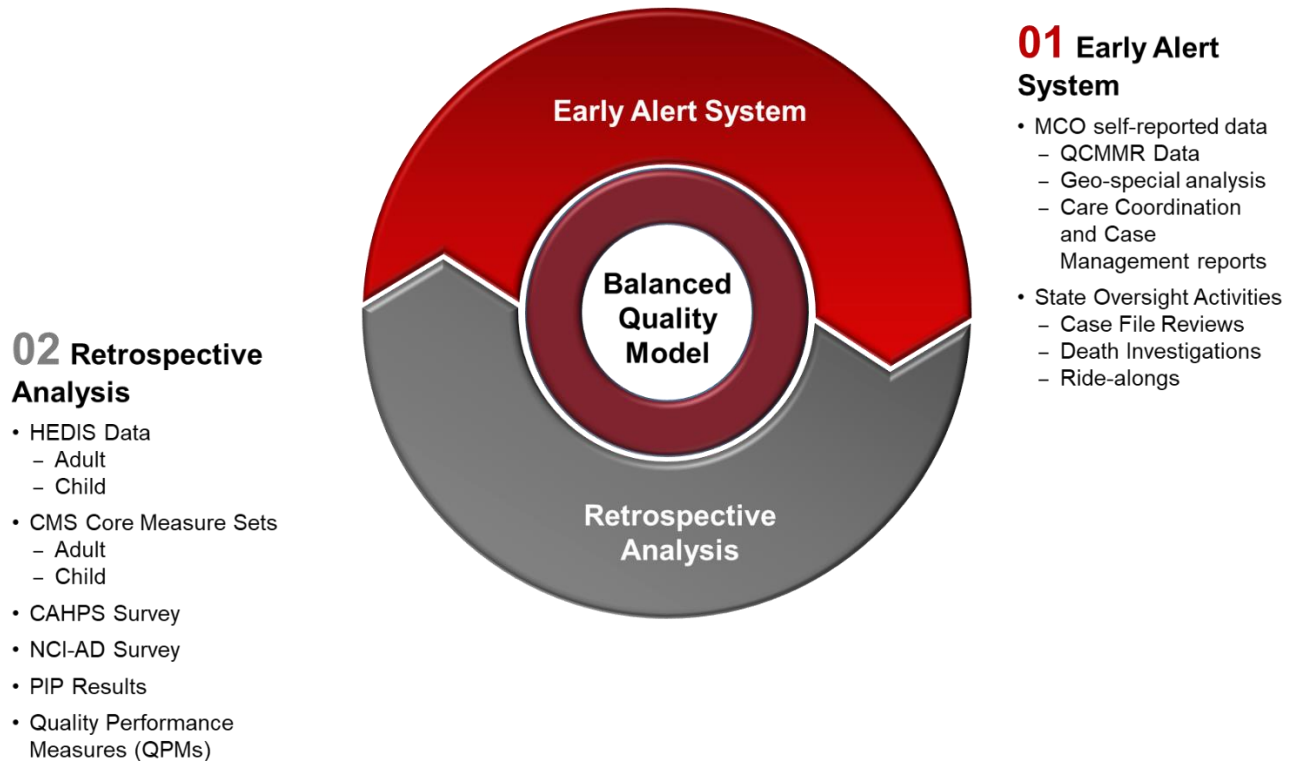 01 Early Alert
System
• MCO self-reported data
– QCMMR Data
– Geo-special analysis
– Care Coordination
and Case
Management reports
• State Oversight Activities
– Case File Reviews
– Death Investigations
– Ride-alongs
Early Alert System
Balanced
Quality
Model
Retrospective
Analysis
02 Retrospective
Analysis
• HEDIS Data
– Adult
– Child
• CMS Core Measure Sets
– Adult
– Child
• CAHPS Survey
• NCI-AD Survey
• PIP Results
• Quality Performance
Measures (QPMs)